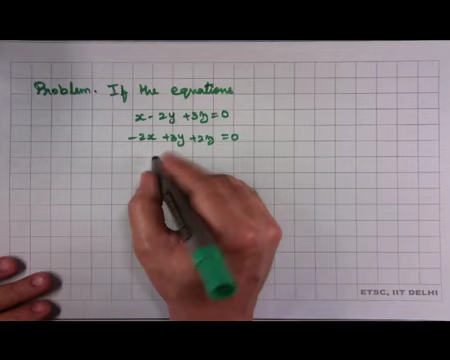 Problem. If the equations
x - 2y + 3z = 0
-2x + 3y + 2z = 0
ETSC, IIT DELHI